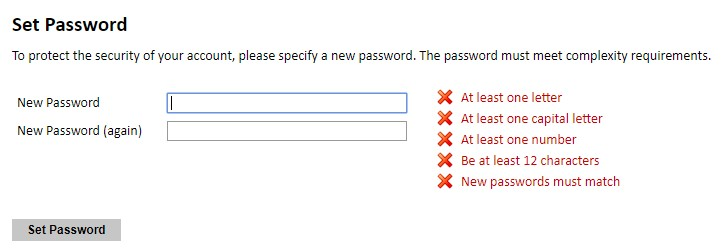 Set Password
To protect the security of your account, please specify a new password. The password must meet complexity requirements.
New Password
New Password (again)
At least one letter
At least one capital letter
At least one number
Be at least 12 characters
New passwords must match
Set Password